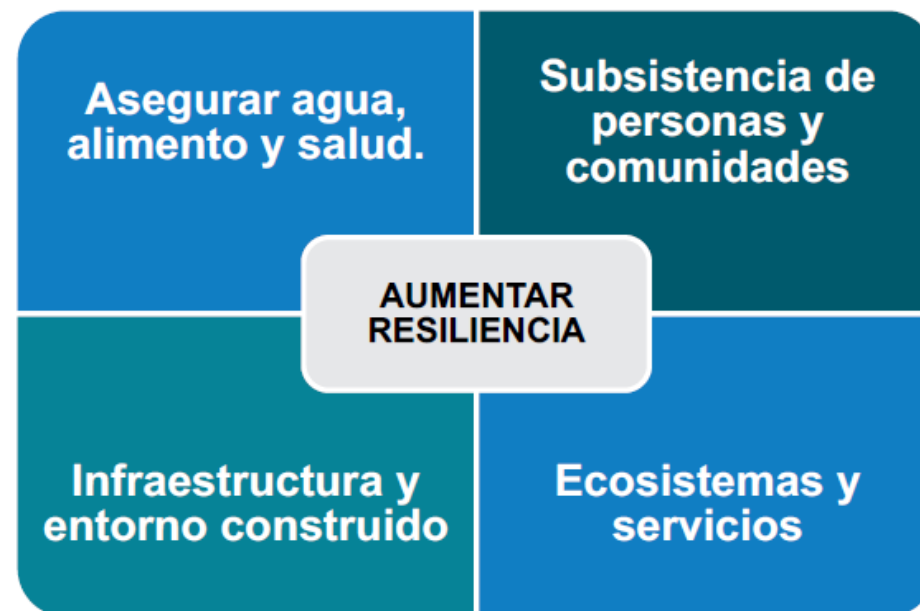 Asegurar agua,
alimento y salud.
Subsistencia de
personas y
comunidades
AUMENTAR
RESILIENCIA
Infraestructura y
entorno construido
Ecosistemas y
servicios